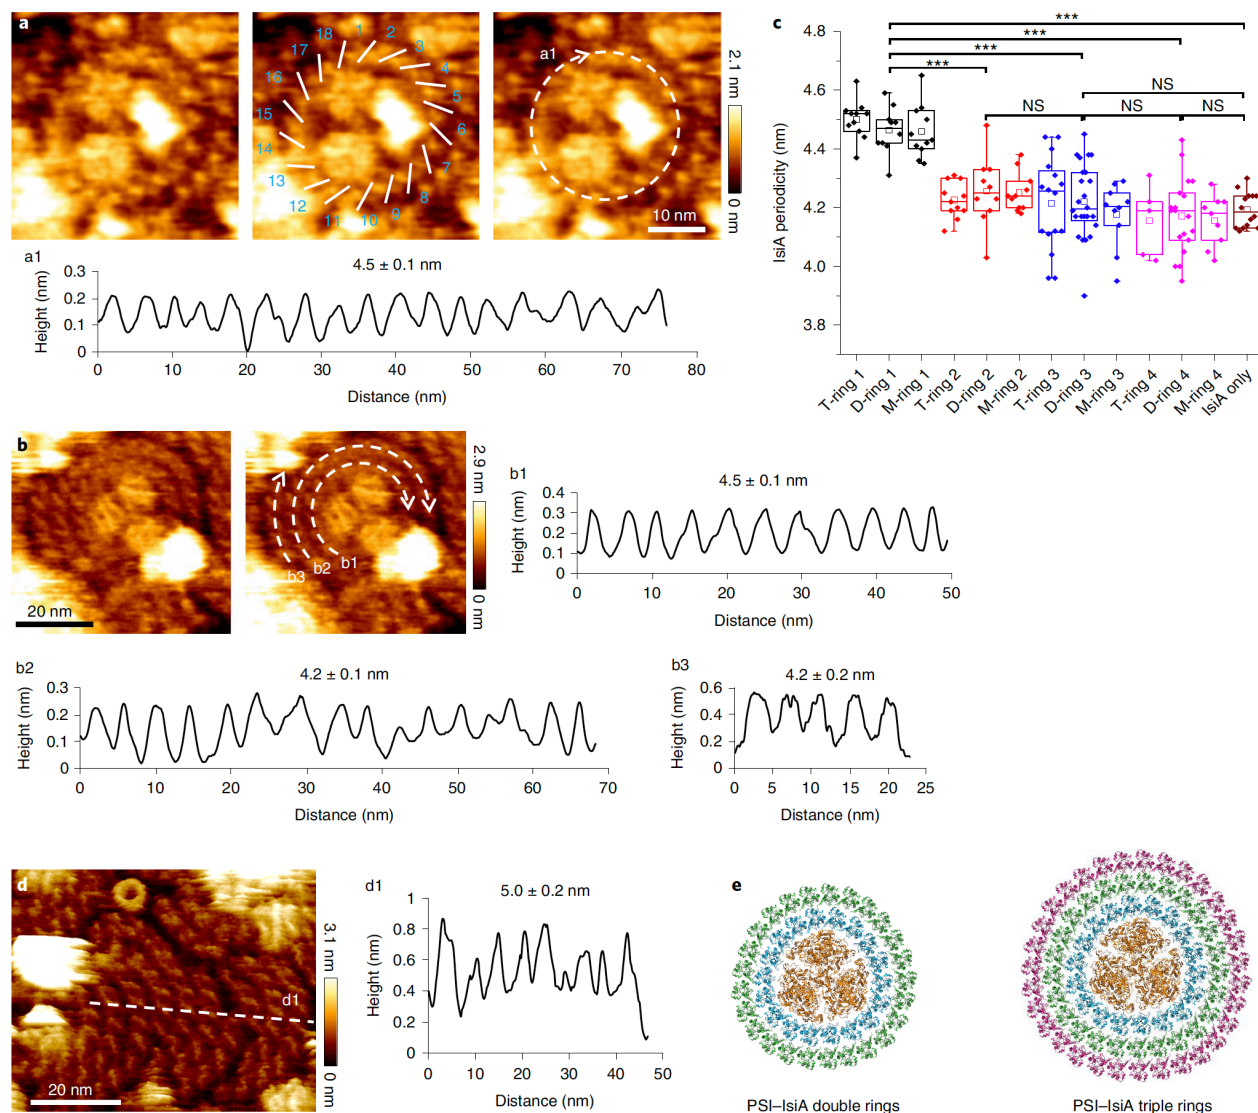 a
1
2
3
4
5
6
7
8
9
10
11
12
13
14
15
16
17
18
a1
10 nm
2.1 nm
0 nm
a1
4.5 ± 0.1 nm
Height (nm)
0.3
0.2
0.1
0
0 10 20 30 40 50 60 70 80
Distance (nm)
c
***
***
***
***
NS
NS
NS
NS
IsiA periodicity (nm)
4.8
4.6
4.4
4.2
4.0
3.8
T-ring 1
D-ring 1
M-ring 1
T-ring 2
D-ring 2
M-ring 2
T-ring 3
D-ring 3
M-ring 3
T-ring 4
D-ring 4
M-ring 4
IsiA only
b
20 nm
b3
b2
b1
2.9 nm
0 nm
b1
4.5 ± 0.1 nm
Height (nm)
0.4
0.3
0.2
0.1
0
0 10 20 30 40 50
Distance (nm)
b2
4.2 ± 0.1 nm
Height (nm)
0.3
0.2
0.1
0
0 10 20 30 40 50 60 70
Distance (nm)
b3
4.2 ± 0.2 nm
Height (nm)
0.6
0.4
0.2
0
0 5 10 15 20 25
Distance (nm)
d
d1
20 nm
3.1 nm
0 nm
d1
5.0 ± 0.2 nm
Height (nm)
1
0.8
0.6
0.4
0.2
0
0 10 20 30 40 50
Distance (nm)
e
PSI–IsiA double rings
PSI–IsiA triple rings